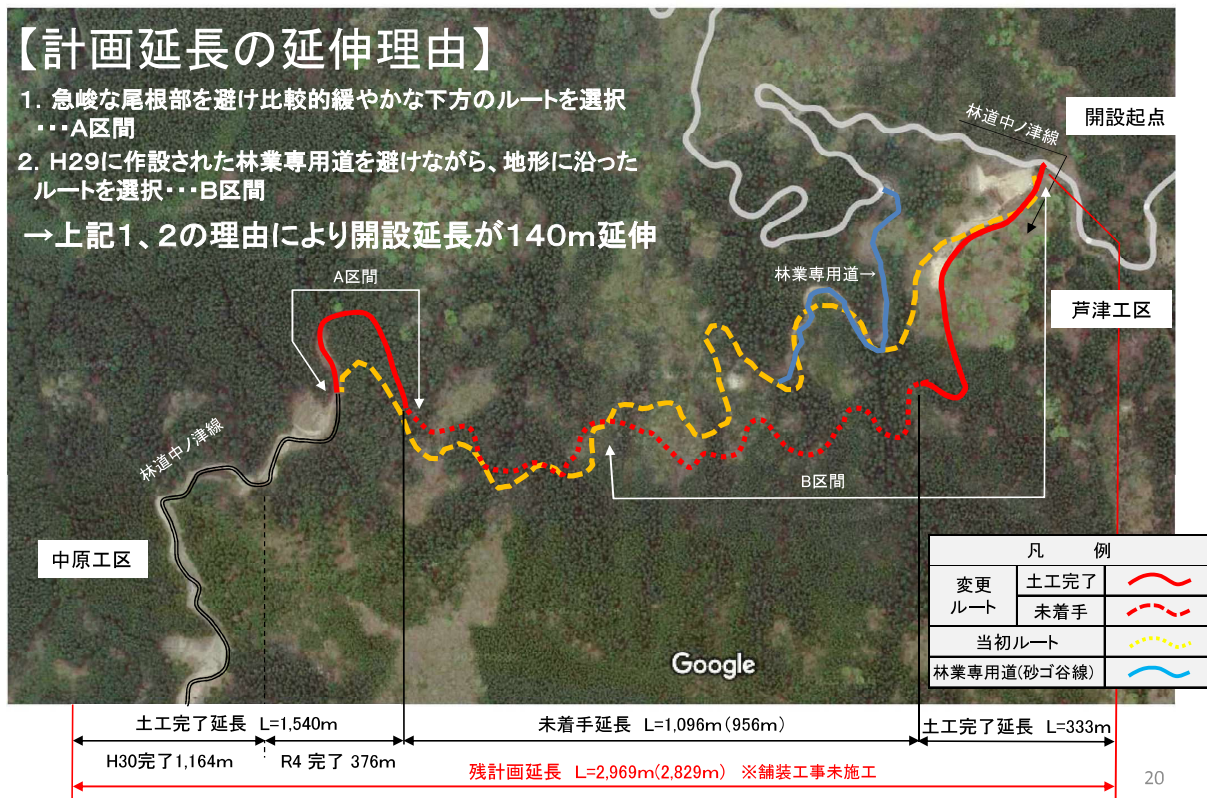 【計画延長の延伸理由】
1．急峻な尾根部を避け比較的緩やかな下方のルートを選択
・・・A区間
2．H29に作設された林業専用道を避けながら、地形に沿った
ルートを選択・・・B区間
→上記1、2の理由により開設延長が140m延伸
林道中ノ津線
開設起点
林業専用道→
芦津工区
A区間
林道中ノ津線
B区間
中原工区
凡 例
変更
ルート
土工完了
未着手
当初ルート
林業専用道(砂ゴ谷線)
Google
土工完了延長 L=1,540m
未着手延長 L=1,096m(956m)
土工完了延長 L=333m
H30完了1,164m
R4 完了 376m
残計画延長 L=2,969m(2,829m) ※舗装工事未施工
20